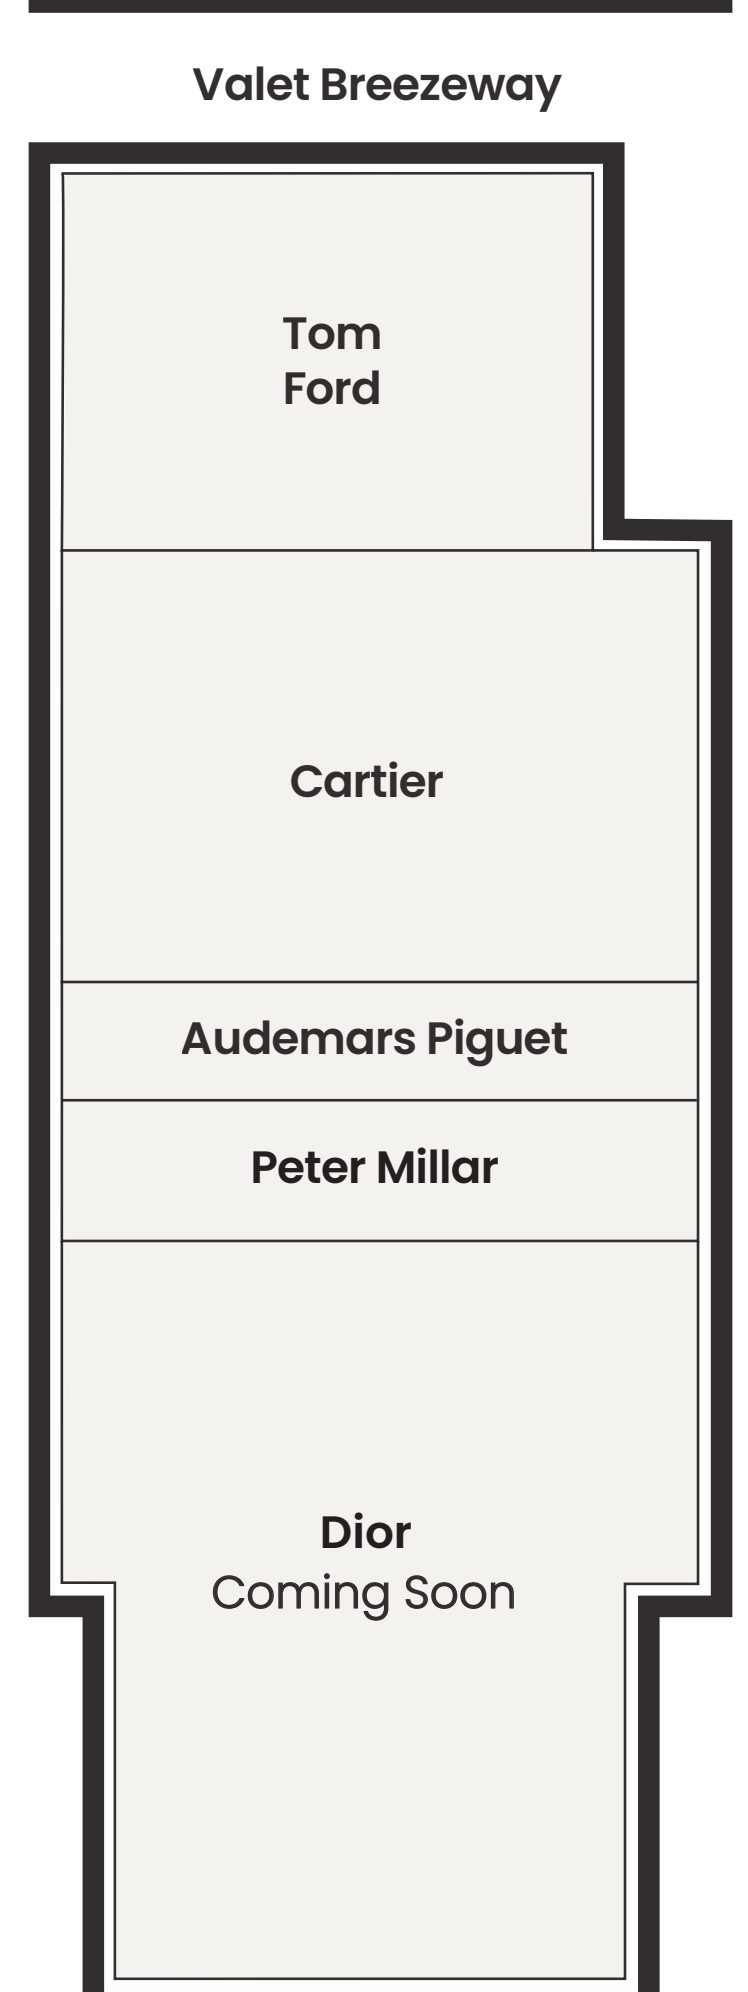 Valet Breezeway
Tom
Ford
Cartier
Audemars Piguet
Peter Millar
Dior
Coming Soon